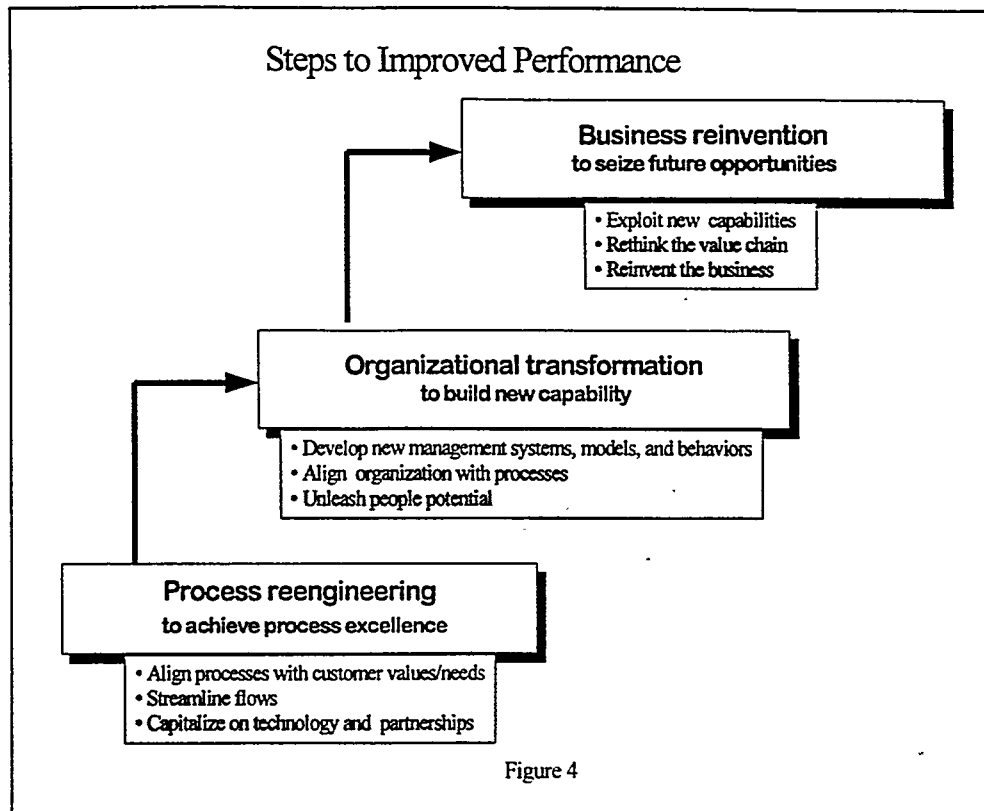 Steps to Improved Performance
Business reinvention
to seize future opportunities
• Exploit new capabilities
• Rethink the value chain
• Reinvent the business
Organizational transformation
to build new capability
• Develop new management systems, models, and behaviors
• Align organization with processes
• Unleash people potential
Process reengineering
to achieve process excellence
• Align processes with customer values/needs
• Streamline flows
• Capitalize on technology and partnerships
Figure 4